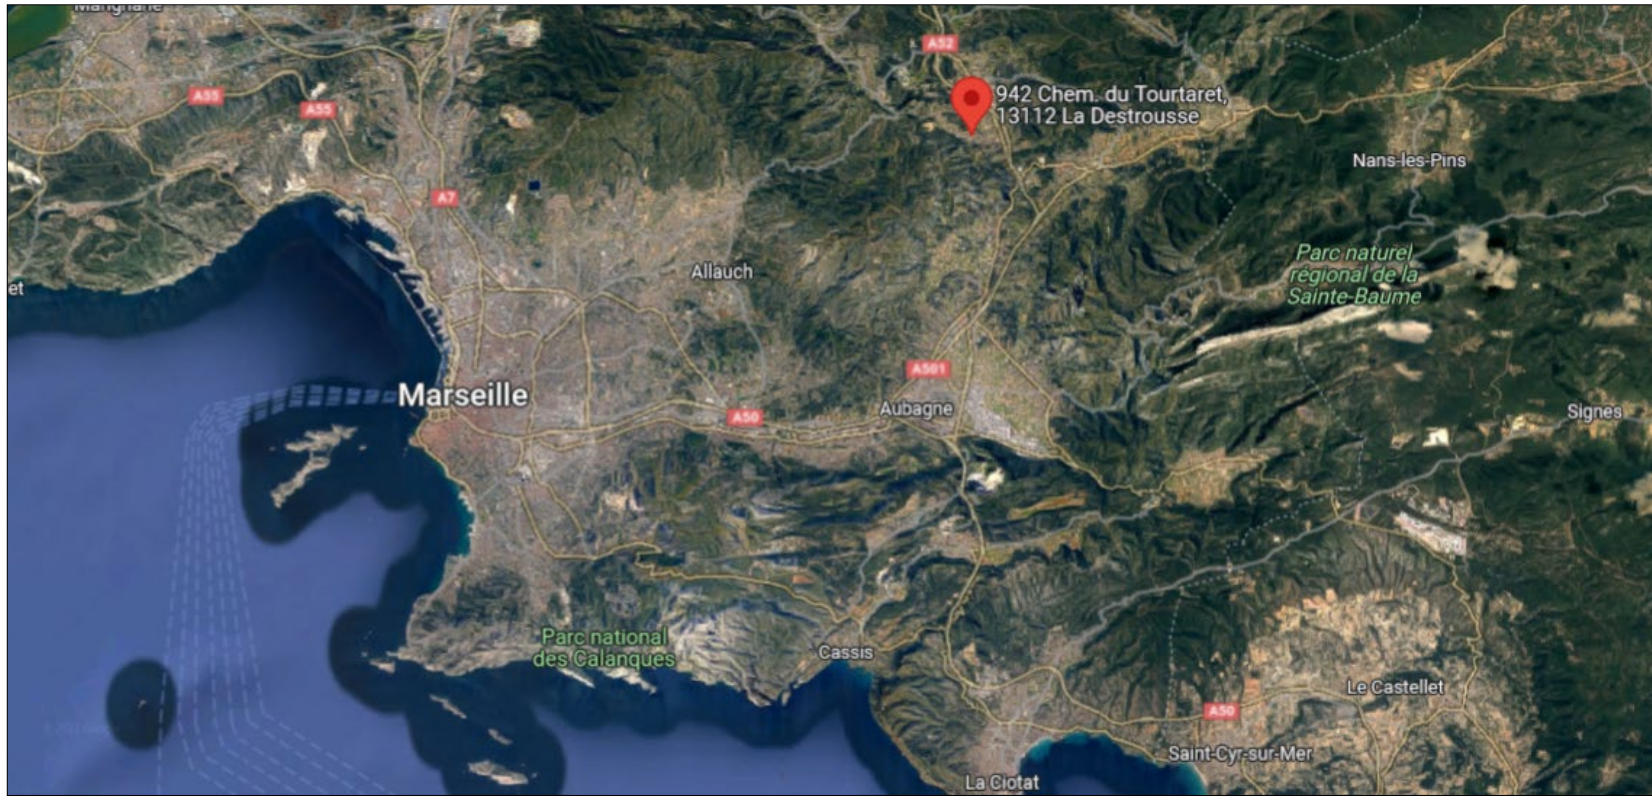 Marignane
A52
942 Chem. du Tourtaret,
13112 La Destrousse
A55
A55
Nans-les-Pins
A7
Parc naturel
régional de la
Sainte-Baume
Allauch
et
A501
Marseille
Aubagne
A50
Signes
Parc national
des Calanques
Cassis
Le Castellet
A50
Saint-Cyr-sur-Mer
La Ciotat